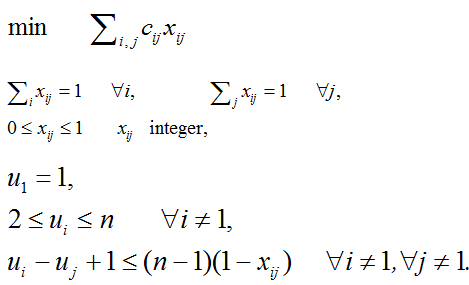 min ∑_{i,j} c_{ij} x_{ij}
∑_i x_{ij} = 1 ∀i, ∑_j x_{ij} = 1 ∀j,
0 ≤ x_{ij} ≤ 1 x_{ij} integer,
u_1 = 1,
2 ≤ u_i ≤ n ∀i ≠ 1,
u_i − u_j + 1 ≤ (n − 1)(1 − x_{ij}) ∀i ≠ 1, ∀j ≠ 1.